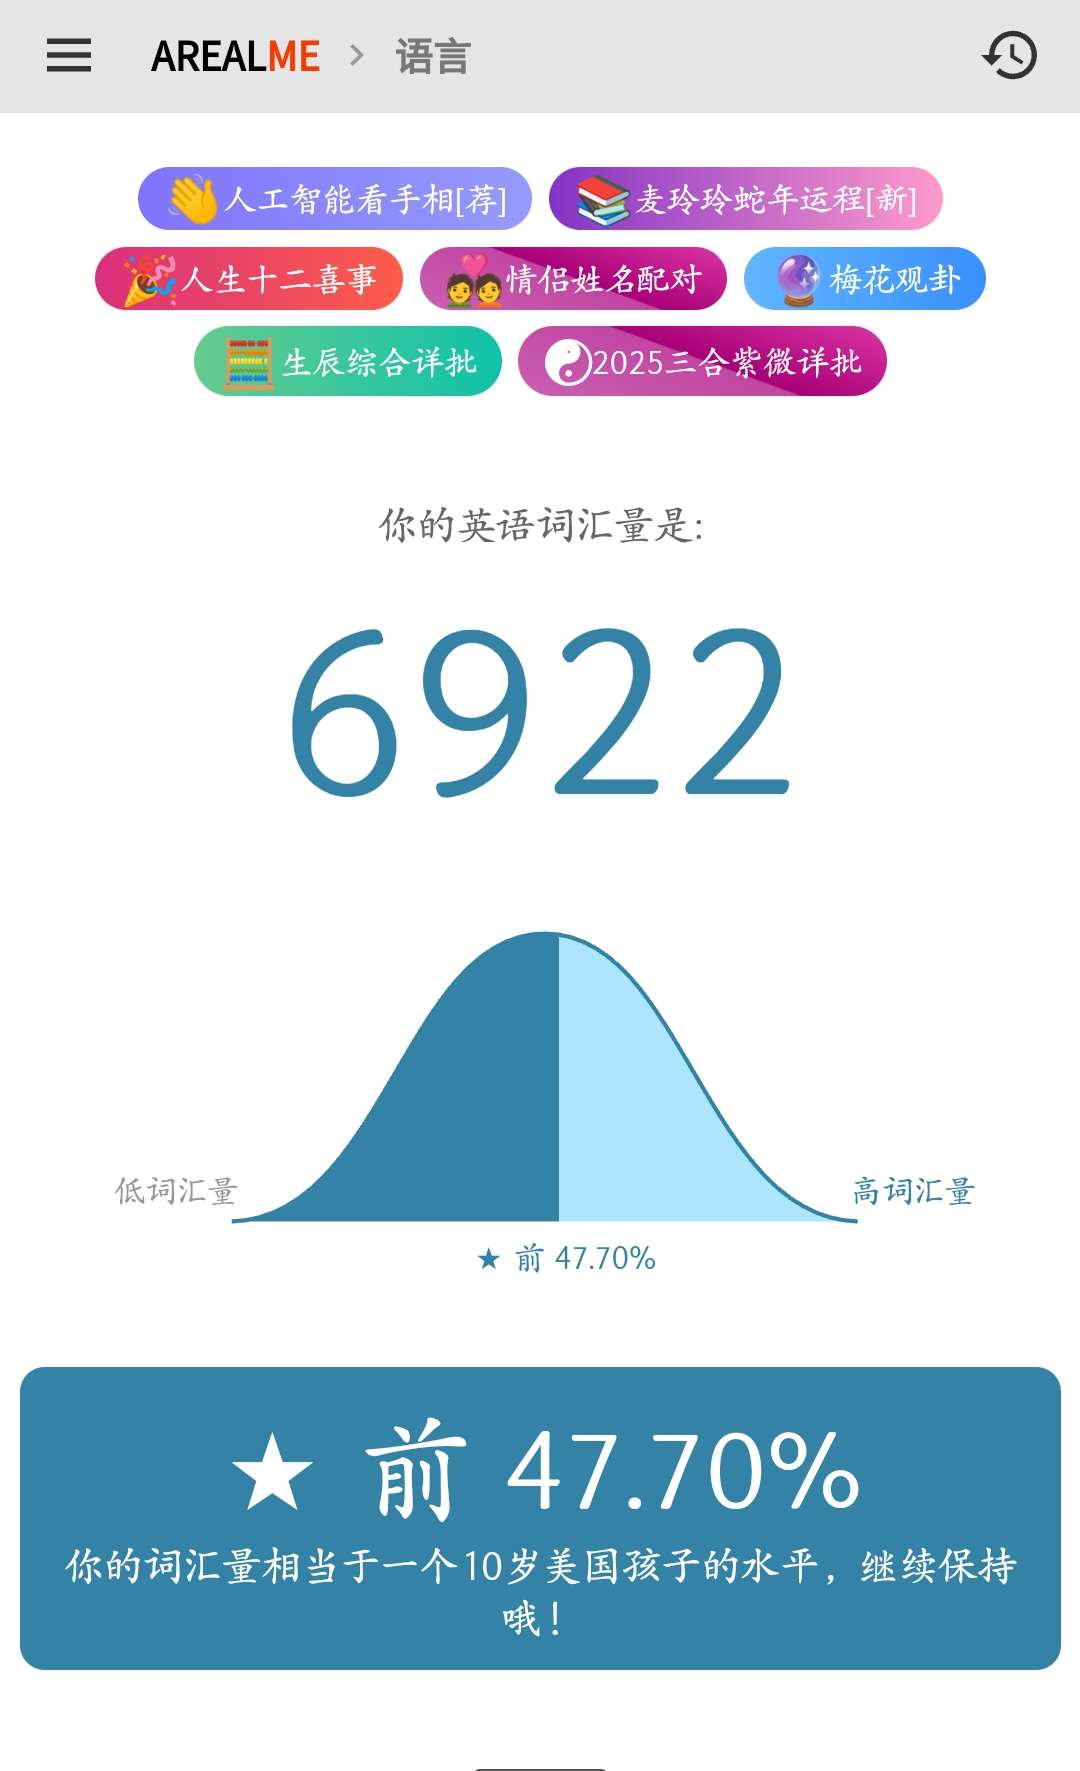 AREALME > 语言
人工智能看手相[荐] 麦玲玲蛇年运程[新]
人生十二喜事 情侣姓名配对 梅花观卦
生辰综合详批 2025三合紫微详批
你的英语词汇量是:
6922
低词汇量 高词汇量
★ 前 47.70%
★ 前 47.70%
你的词汇量相当于一个10岁美国孩子的水平，继续保持
哦！